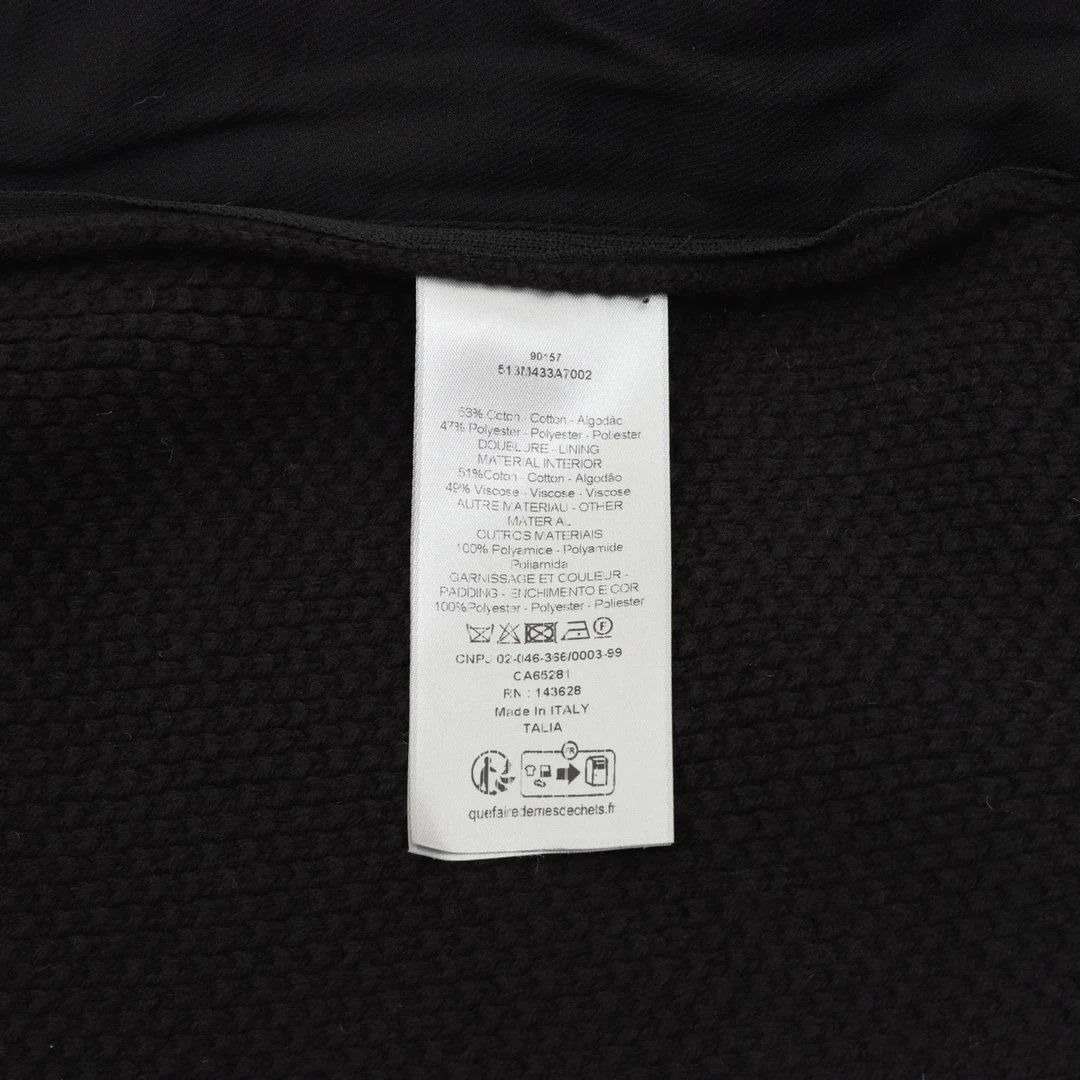 90157
513M433A7002
53% Coton - Cotton - Algodão
47% Polyester - Polyester - Poliester
DOUBLURE - LINING
MATERIAL INTERIOR
51%Coton - Cotton - Algodão
49% Viscose - Viscose - Viscose
AUTRE MATERIAU - OTHER
MATERIAL
OUTROS MATERIAIS
100% Polyamide - Polyamide
Poliamida
GARNISSAGE ET COULEUR -
PADDING - ENCHIMENTO E COR
100%Polyester - Polyester - Poliester
F
CNPJ 02-046-366/0003-99
CA65281
RN : 143628
Made In ITALY
ITALIA
FR
quefairedemesdechets.fr